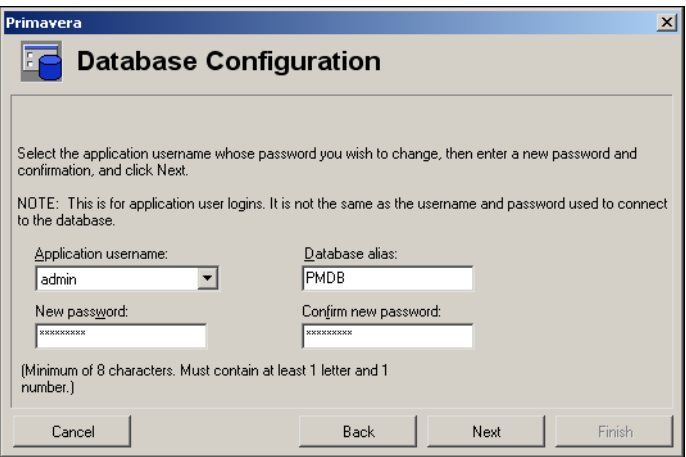 Primavera
Database Configuration
Select the application username whose password you wish to change, then enter a new password and
confirmation, and click Next.
NOTE:  This is for application user logins. It is not the same as the username and password used to connect
to the database.
Application username:
Database alias:
admin
PMDB
New password:
Confirm new password:
*********
*********
(Minimum of 8 characters. Must contain at least 1 letter and 1
number.)
Cancel
Back
Next
Finish